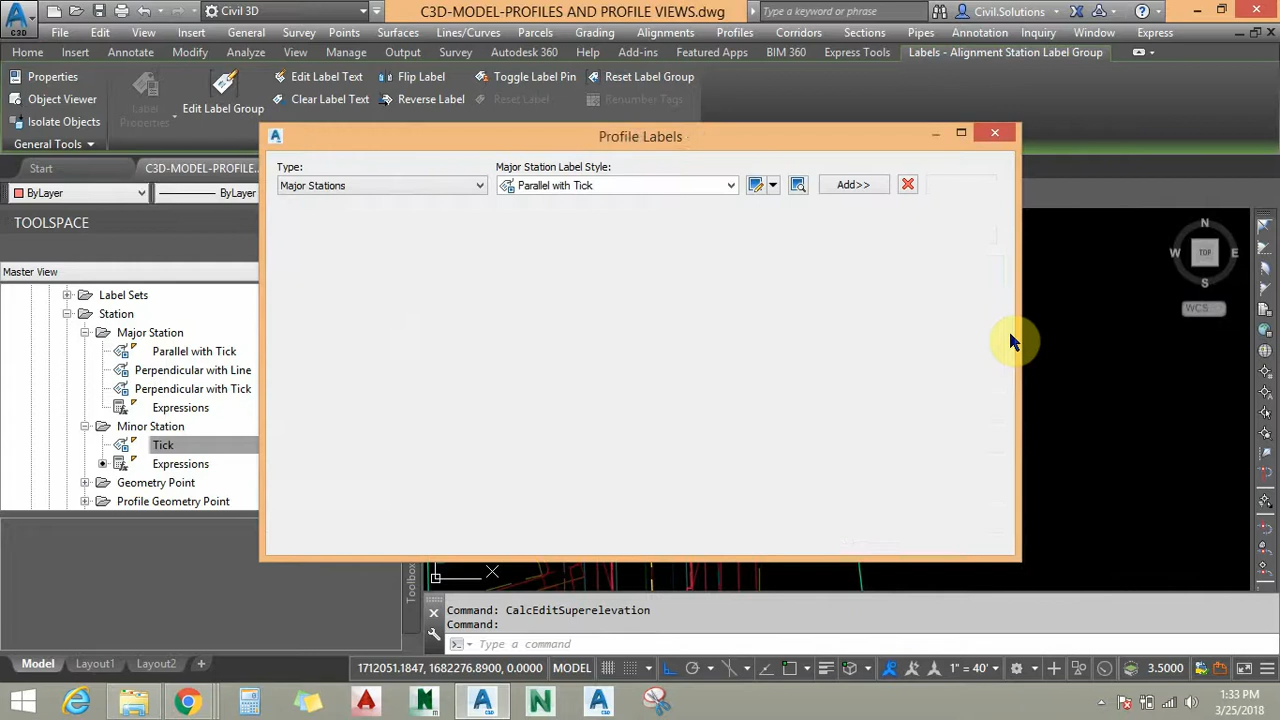 C3D
Civil 3D
C3D-MODEL-PROFILES AND PROFILE VIEWS.dwg
Type a keyword or phrase
Civil.Solutions
File Edit View Insert General Survey Points Surfaces Lines/Curves Parcels Grading Alignments Profiles Corridors Sections Pipes Annotation Inquiry Window Express
Home Insert Annotate Modify Analyze View Manage Output Survey Autodesk 360 Help Add-ins Featured Apps BIM 360 Express Tools Labels - Alignment Station Label Group
Properties
Object Viewer
Isolate Objects
General Tools
Label
Properties
Edit Label Group
Edit Label Text
Clear Label Text
Flip Label
Reverse Label
Toggle Label Pin
Reset Label
Reset Label Group
Renumber Tags
Profile Labels
Type:
Major Stations
Major Station Label Style:
Parallel with Tick
Add>>
Start
C3D-MODEL-PROFILE...
ByLayer
ByLayer
TOOLSPACE
Master View
Label Sets
Station
Major Station
Parallel with Tick
Perpendicular with Line
Perpendicular with Tick
Expressions
Minor Station
Tick
Expressions
Geometry Point
Profile Geometry Point
Toolbox
N
W
TOP
E
S
WCS
Command: CalcEditSuperelevation
Command:
Type a command
Model Layout1 Layout2
1712051.1847, 1682276.8900, 0.0000
MODEL
1" = 40'
3.5000
1:33 PM
3/25/2018